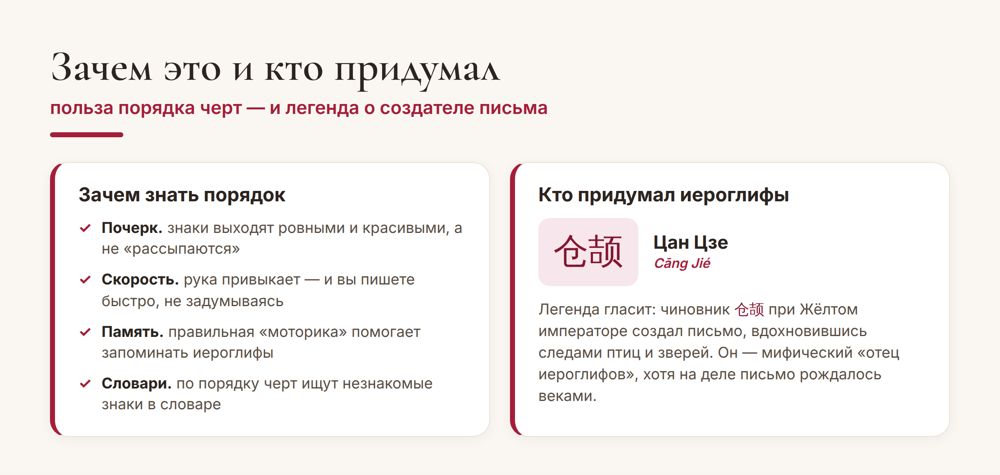 Зачем это и кто придумал
польза порядка черт — и легенда о создателе письма
Зачем знать порядок
Почерк. знаки выходят ровными и красивыми, а
не «рассыпаются»
Скорость. рука привыкает — и вы пишете
быстро, не задумываясь
Память. правильная «моторика» помогает
запоминать иероглифы
Словари. по порядку черт ищут незнакомые
знаки в словаре
Кто придумал иероглифы
仓颉
Цан Цзе
Cāng Jié
Легенда гласит: чиновник 仓颉 при Жёлтом
императоре создал письмо, вдохновившись
следами птиц и зверей. Он — мифический «отец
иероглифов», хотя на деле письмо рождалось
веками.